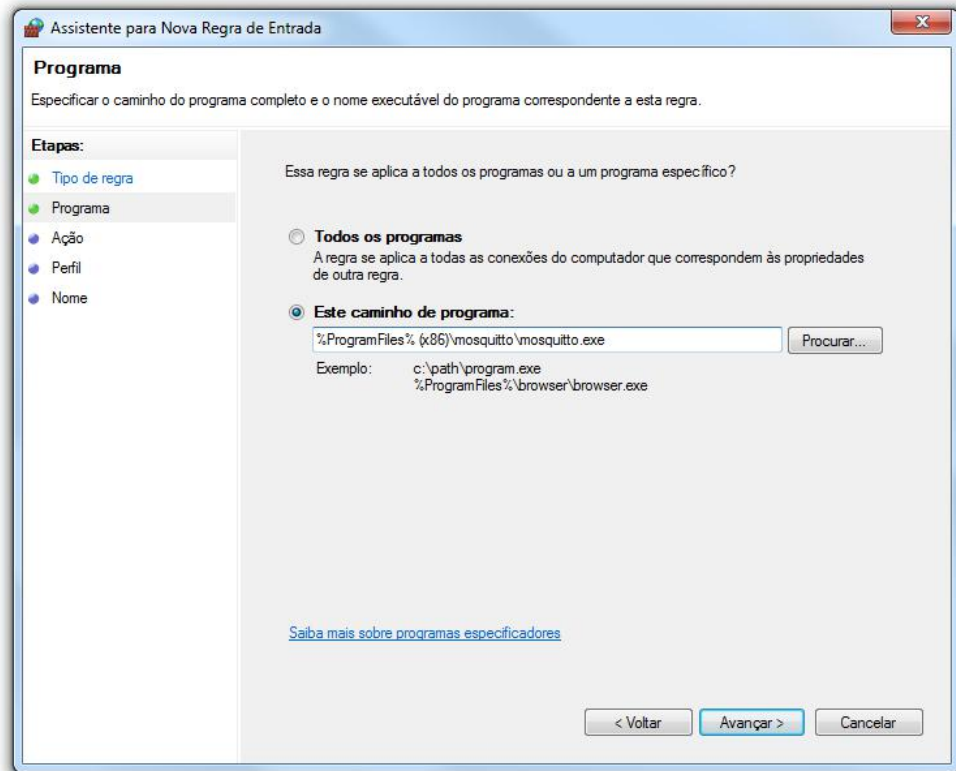 Assistente para Nova Regra de Entrada
Programa
Especificar o caminho do programa completo e o nome executável do programa correspondente a esta regra.
Etapas:
Tipo de regra
Programa
Ação
Perfil
Nome
Essa regra se aplica a todos os programas ou a um programa específico?
Todos os programas
A regra se aplica a todas as conexões do computador que correspondem às propriedades
de outra regra.
Este caminho de programa:
%ProgramFiles% (x86)\mosquitto\mosquitto.exe
Procurar...
Exemplo: c:\path\program.exe
%ProgramFiles%\browser\browser.exe
Saiba mais sobre programas especificadores
< Voltar
Avançar >
Cancelar